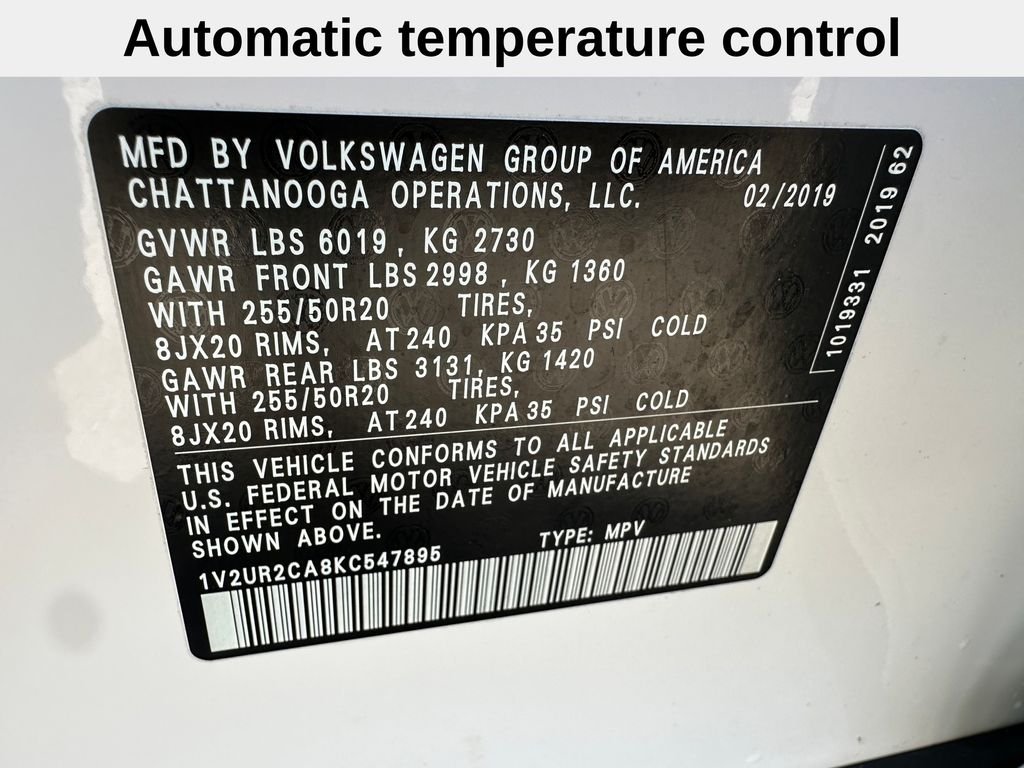 Automatic temperature control
MFD BY VOLKSWAGEN GROUP OF AMERICA
CHATTANOOGA OPERATIONS, LLC. 02/2019
GVWR LBS 6019, KG 2730
GAWR FRONT LBS 2998, KG 1360
WITH 255/50R20 TIRES,
8JX20 RIMS, AT 240 KPA 35 PSI COLD
GAWR REAR LBS 3131, KG 1420
WITH 255/50R20 TIRES,
8JX20 RIMS, AT 240 KPA 35 PSI COLD
THIS VEHICLE CONFORMS TO ALL APPLICABLE
U.S. FEDERAL MOTOR VEHICLE SAFETY STANDARDS
IN EFFECT ON THE DATE OF MANUFACTURE
SHOWN ABOVE.
1V2UR2CA8KC547895 TYPE: MPV
1019331 2019 62